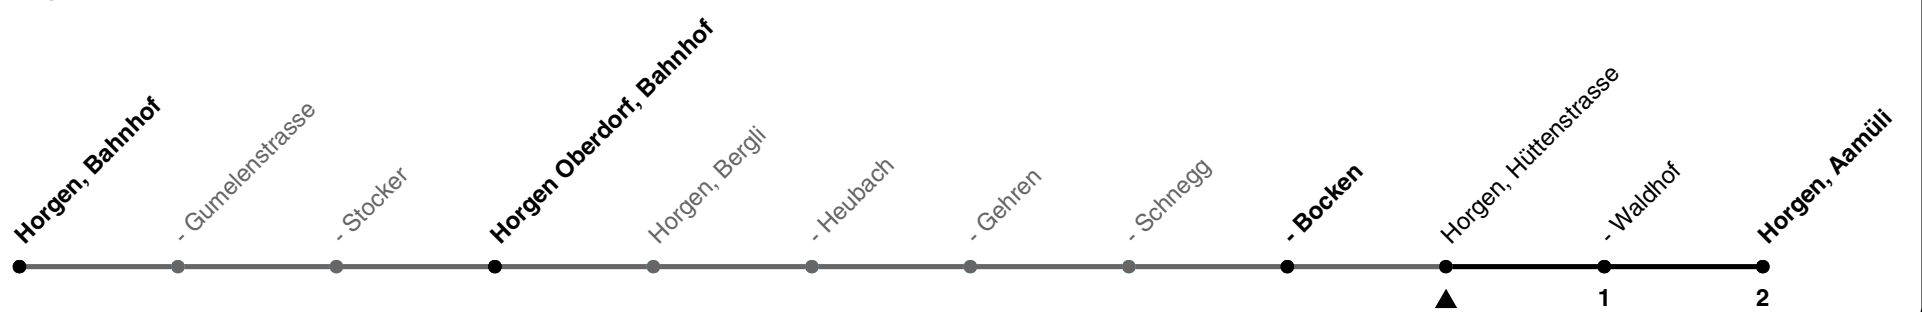 Horgen, Bahnhof
- Gumelenstrasse
- Stocker
Horgen Oberdorf, Bahnhof
Horgen, Bergli
- Heubach
- Gehren
- Schnegg
- Bocken
Horgen, Hüttenstrasse
- Waldhof
Horgen, Aamüli
1
2